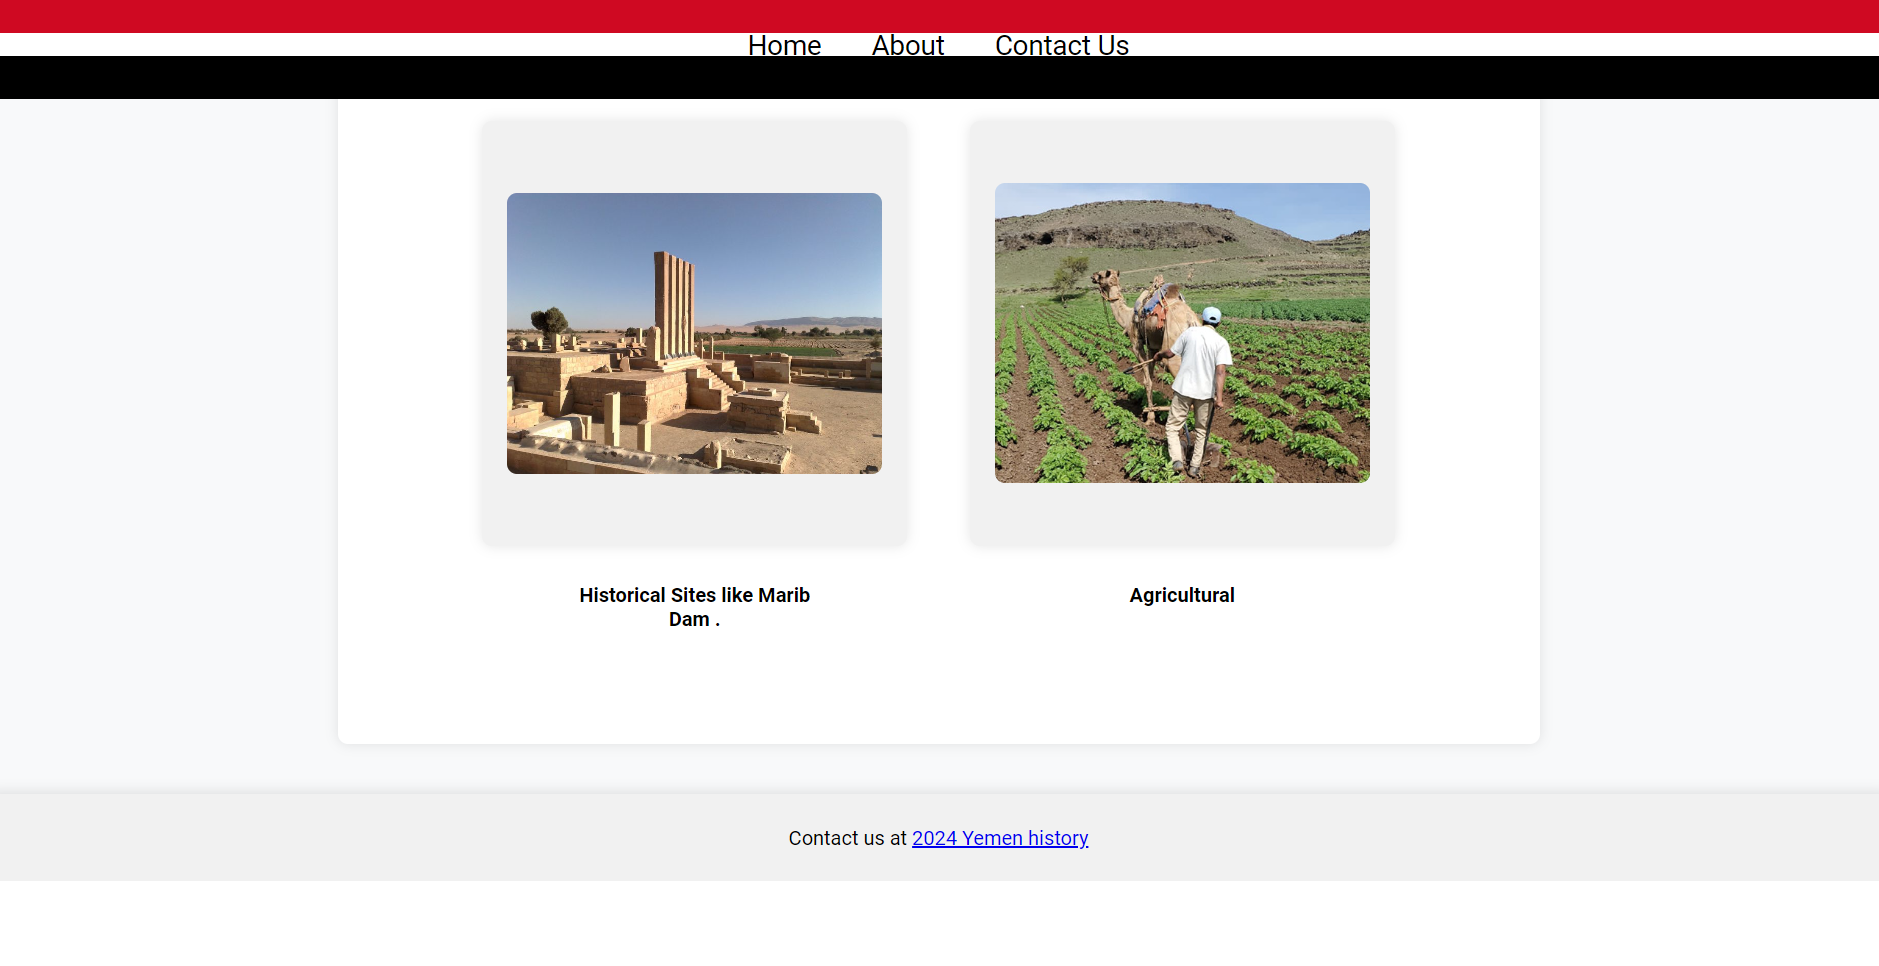 Home About Contact Us
Historical Sites like Marib
Dam .
Agricultural
Contact us at 2024 Yemen history